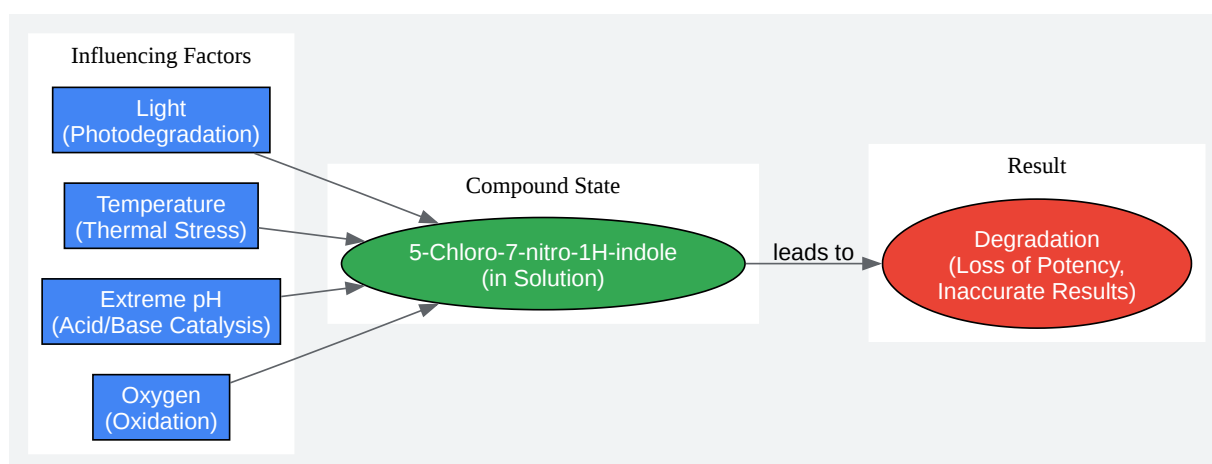 Influencing Factors
Light
(Photodegradation)
Temperature
(Thermal Stress)
Extreme pH
(Acid/Base Catalysis)
Oxygen
(Oxidation)
Compound State
5-Chloro-7-nitro-1H-indole
(in Solution)
leads to
Result
Degradation
(Loss of Potency,
Inaccurate Results)